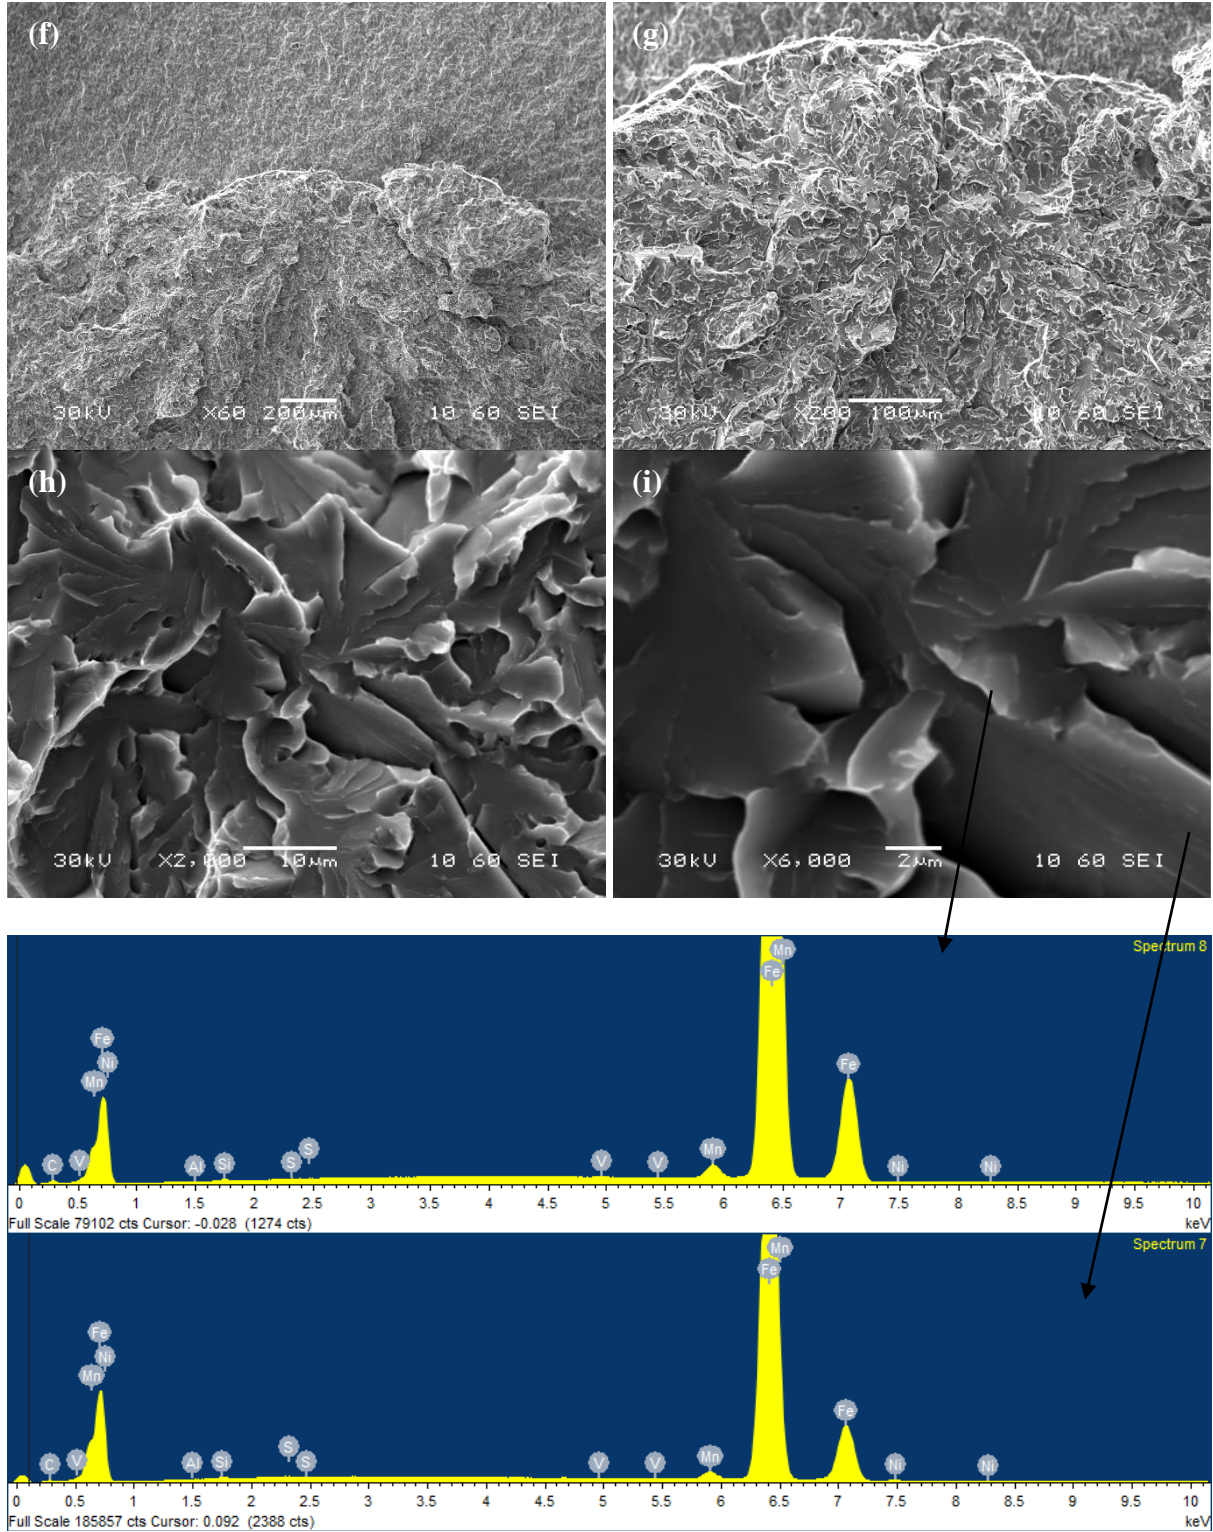 (f)
(g)
30kV X60 200µm 10 60 SEI
30kV X200 100µm 10 60 SEI
(h)
(i)
30kV X2,000 10µm 10 60 SEI
30kV X6,000 2µm 10 60 SEI
Spectrum 8
Mn
Fe
Fe
Ni
Mn
Fe
C V Al Si S S V V Mn Ni Ni
0 0.5 1 1.5 2 2.5 3 3.5 4 4.5 5 5.5 6 6.5 7 7.5 8 8.5 9 9.5 10
Full Scale 79102 cts Cursor: -0.028 (1274 cts) keV
Spectrum 7
Mn
Fe
Fe
Ni
Mn
Fe
C V Al Si S S V V Mn Ni Ni
0 0.5 1 1.5 2 2.5 3 3.5 4 4.5 5 5.5 6 6.5 7 7.5 8 8.5 9 9.5 10
Full Scale 185857 cts Cursor: 0.092 (2388 cts) keV